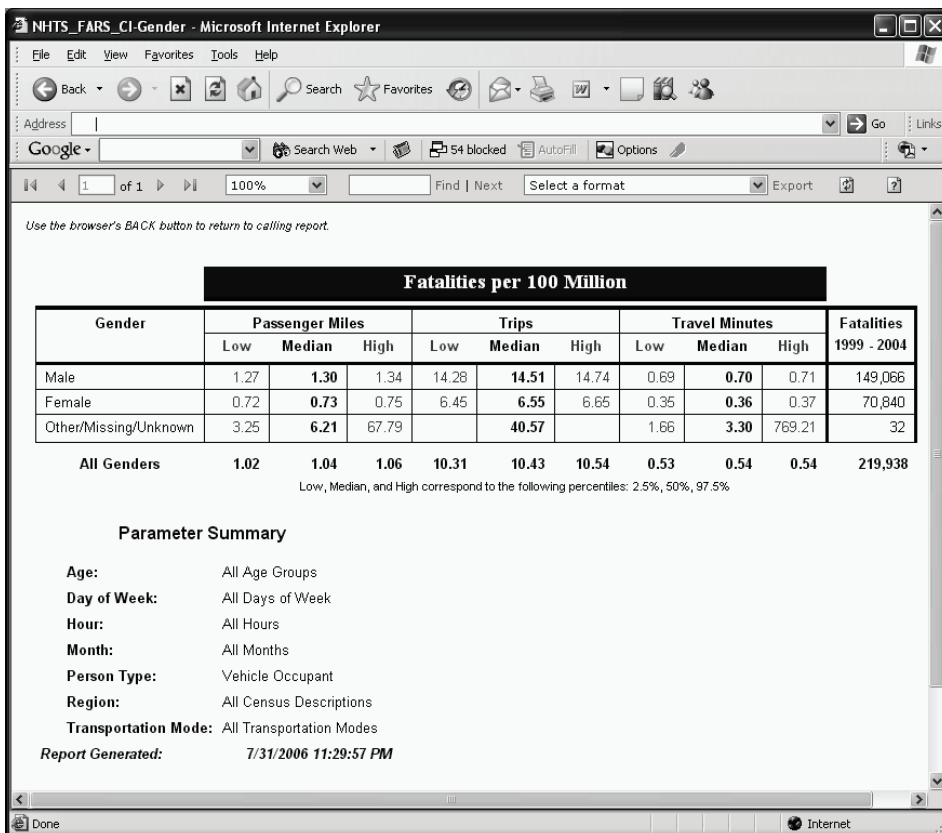 NHTS_FARS_CI-Gender - Microsoft Internet Explorer
File Edit View Favorites Tools Help
Back Search Favorites
Address Go Links
Google Search Web 54 blocked AutoFill Options
1 of 1 100% Find | Next Select a format Export
Use the browser's BACK button to return to calling report.
Fatalities per 100 Million
Gender Passenger Miles Trips Travel Minutes Fatalities
Low Median High Low Median High Low Median High 1999 - 2004
Male 1.27 1.30 1.34 14.28 14.51 14.74 0.69 0.70 0.71 149,066
Female 0.72 0.73 0.75 6.45 6.55 6.65 0.35 0.36 0.37 70,840
Other/Missing/Unknown 3.25 6.21 67.79 40.57 1.66 3.30 769.21 32
All Genders 1.02 1.04 1.06 10.31 10.43 10.54 0.53 0.54 0.54 219,938
Low, Median, and High correspond to the following percentiles: 2.5%, 50%, 97.5%
Parameter Summary
Age: All Age Groups
Day of Week: All Days of Week
Hour: All Hours
Month: All Months
Person Type: Vehicle Occupant
Region: All Census Descriptions
Transportation Mode: All Transportation Modes
Report Generated: 7/31/2006 11:29:57 PM
Done Internet